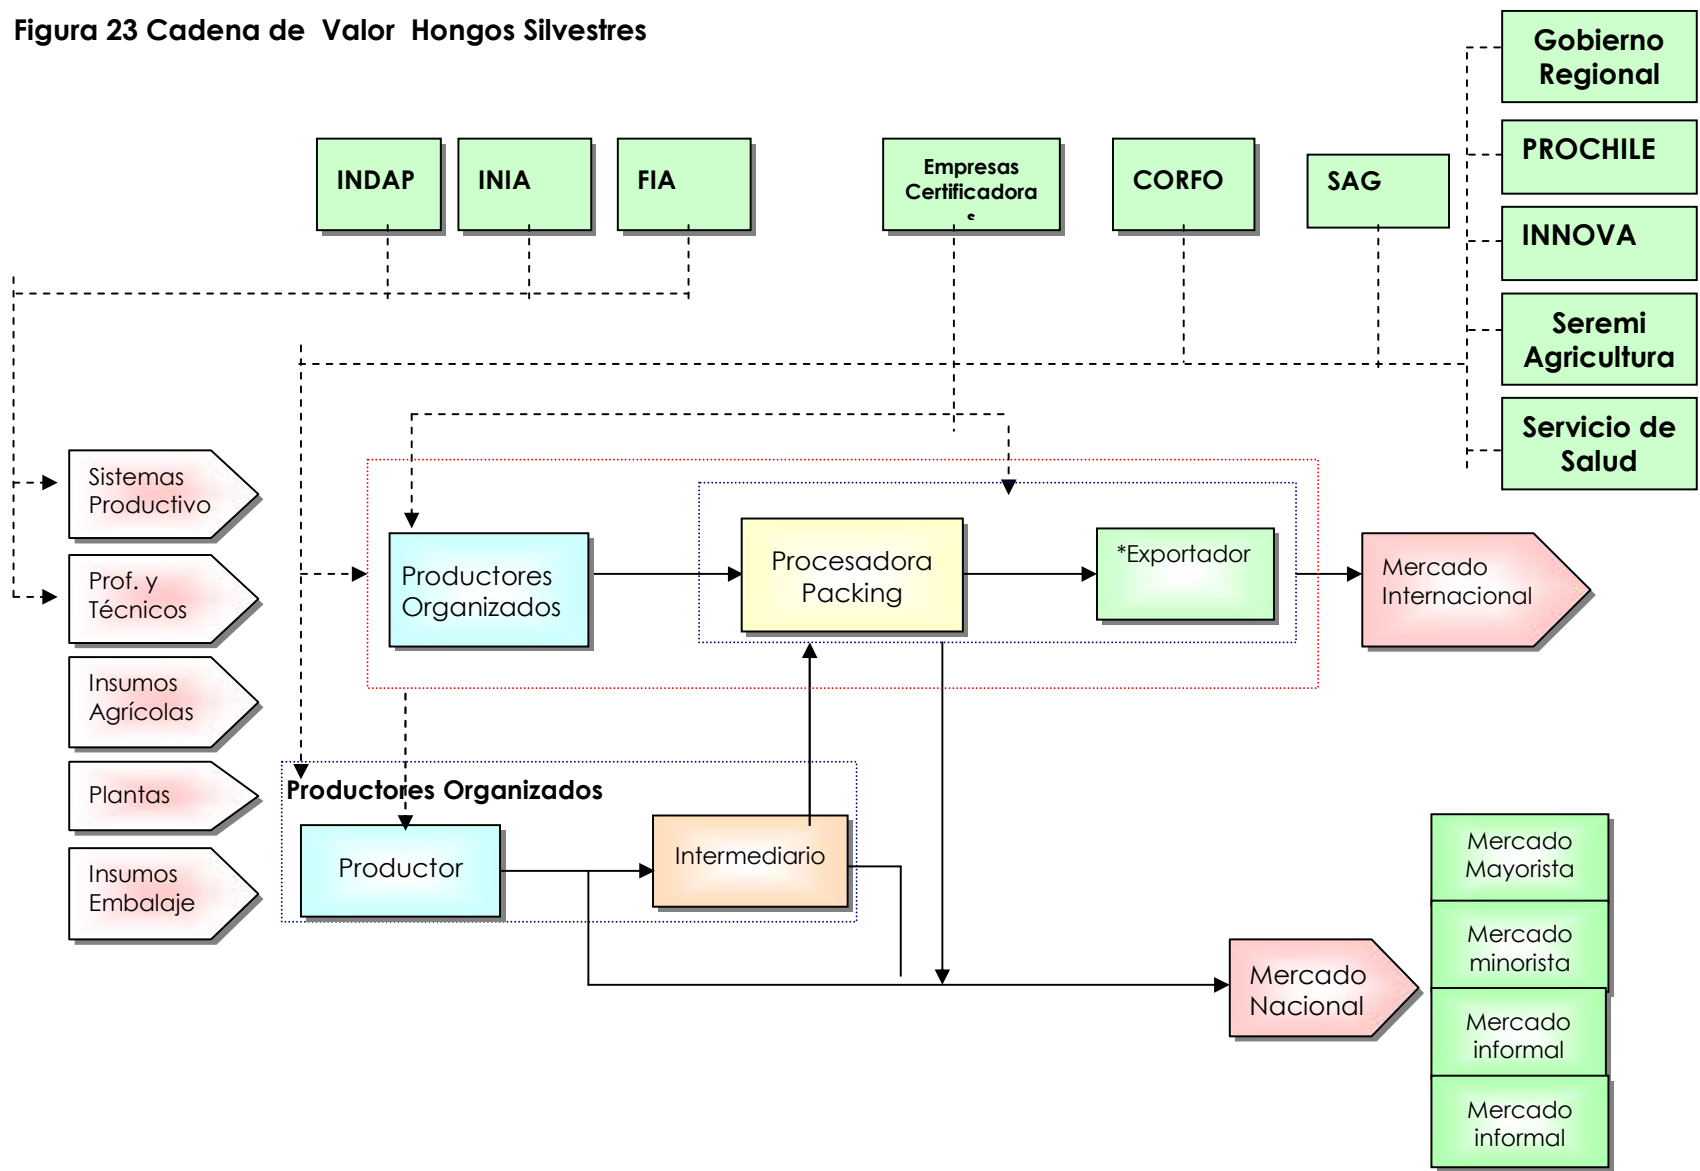 Figura 23 Cadena de Valor Hongos Silvestres
Gobierno
Regional
PROCHILE
INNOVA
Seremi
Agricultura
Servicio de
Salud
INDAP
INIA
FIA
Empresas
Certificadora
s
CORFO
SAG
Sistemas
Productivo
Prof. y
Técnicos
Insumos
Agrícolas
Plantas
Insumos
Embalaje
Productores
Organizados
Procesadora
Packing
*Exportador
Mercado
Internacional
Productores Organizados
Productor
Intermediario
Mercado
Nacional
Mercado
Mayorista
Mercado
minorista
Mercado
informal
Mercado
informal